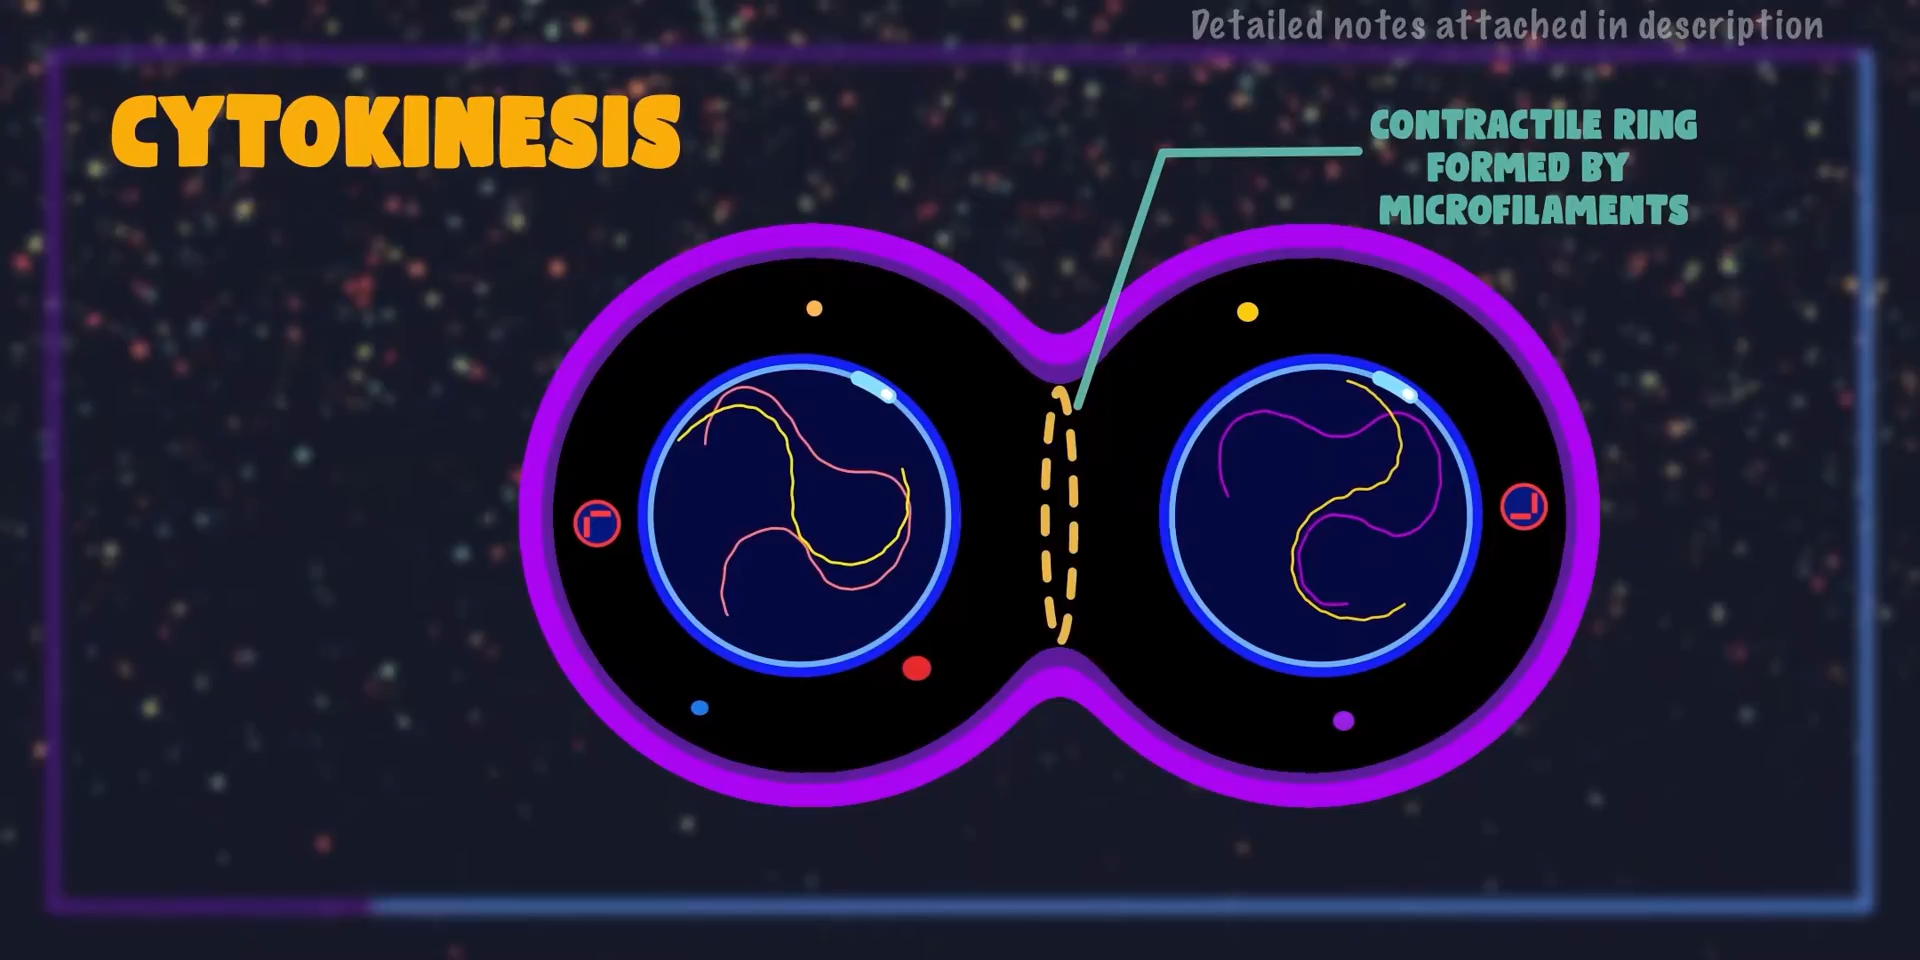 Detailed notes attached in description
CYTOKINESIS
CONTRACTILE RING
FORMED BY
MICROFILAMENTS